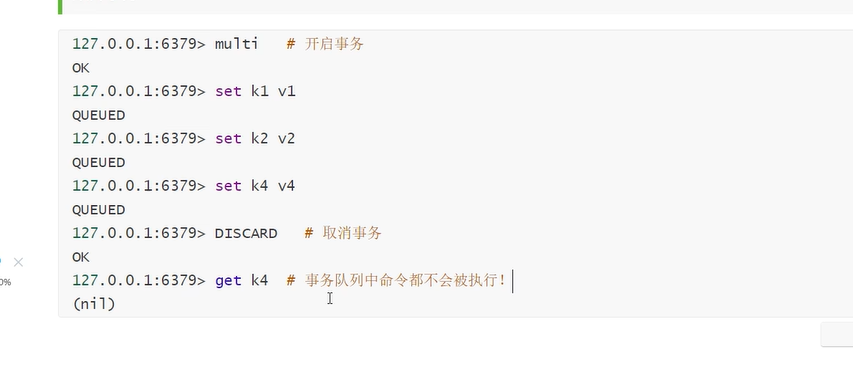 127.0.0.1:6379> multi   # 开启事务
OK
127.0.0.1:6379> set k1 v1
QUEUED
127.0.0.1:6379> set k2 v2
QUEUED
127.0.0.1:6379> set k4 v4
QUEUED
127.0.0.1:6379> DISCARD   # 取消事务
OK
127.0.0.1:6379> get k4  # 事务队列中命令都不会被执行!
0%
(nil)